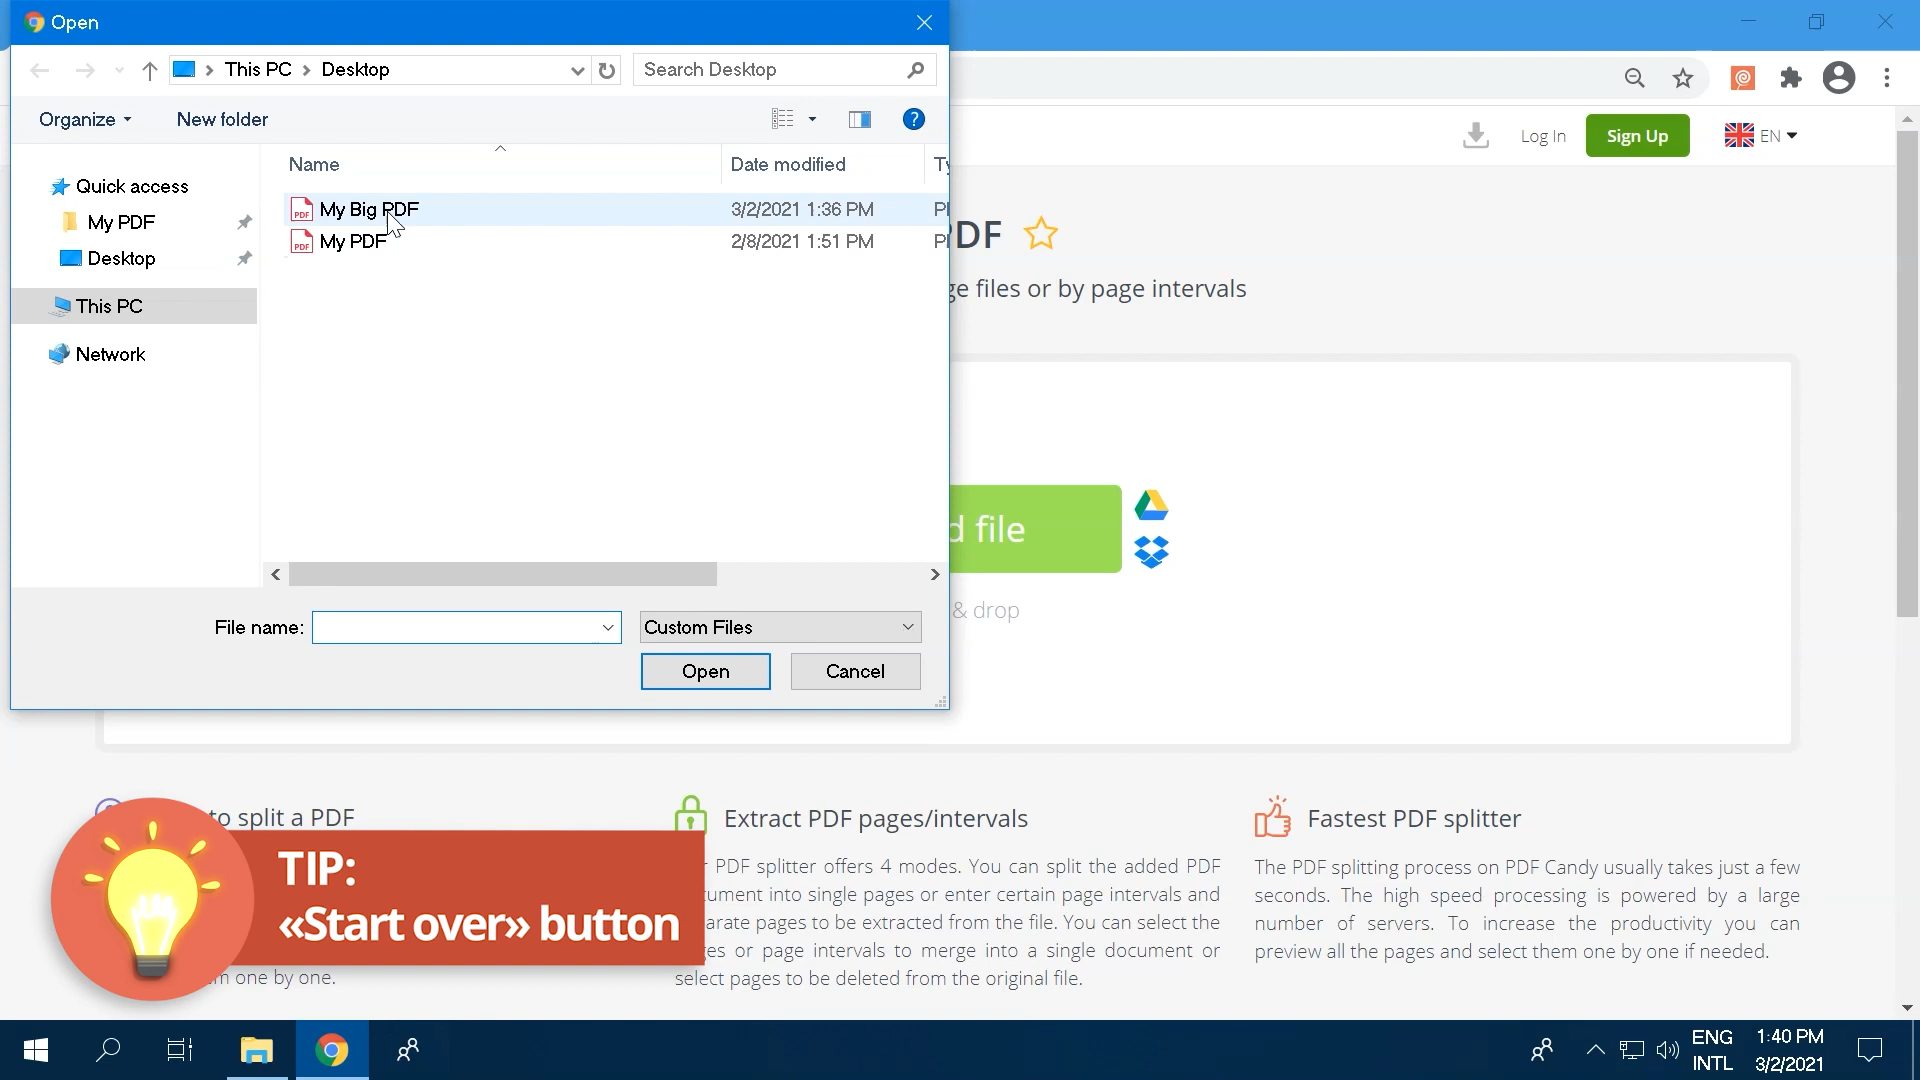 Open
This PC > Desktop
Search Desktop
Organize
New folder
Name
Date modified
Quick access
My PDF
Desktop
This PC
Network
My Big PDF
3/2/2021 1:36 PM
My PDF
2/8/2021 1:51 PM
File name:
Custom Files
Open
Cancel
Log In
Sign Up
EN
PDF
files or by page intervals
file
& drop
to split a PDF
one by one.
Extract PDF pages/intervals
PDF splitter offers 4 modes. You can split the added PDF
into single pages or enter certain page intervals and
pages to be extracted from the file. You can select the
or page intervals to merge into a single document or
select pages to be deleted from the original file.
Fastest PDF splitter
The PDF splitting process on PDF Candy usually takes just a few
seconds. The high speed processing is powered by a large
number of servers. To increase the productivity you can
preview all the pages and select them one by one if needed.
TIP:
«Start over» button
ENG
INTL
1:40 PM
3/2/2021